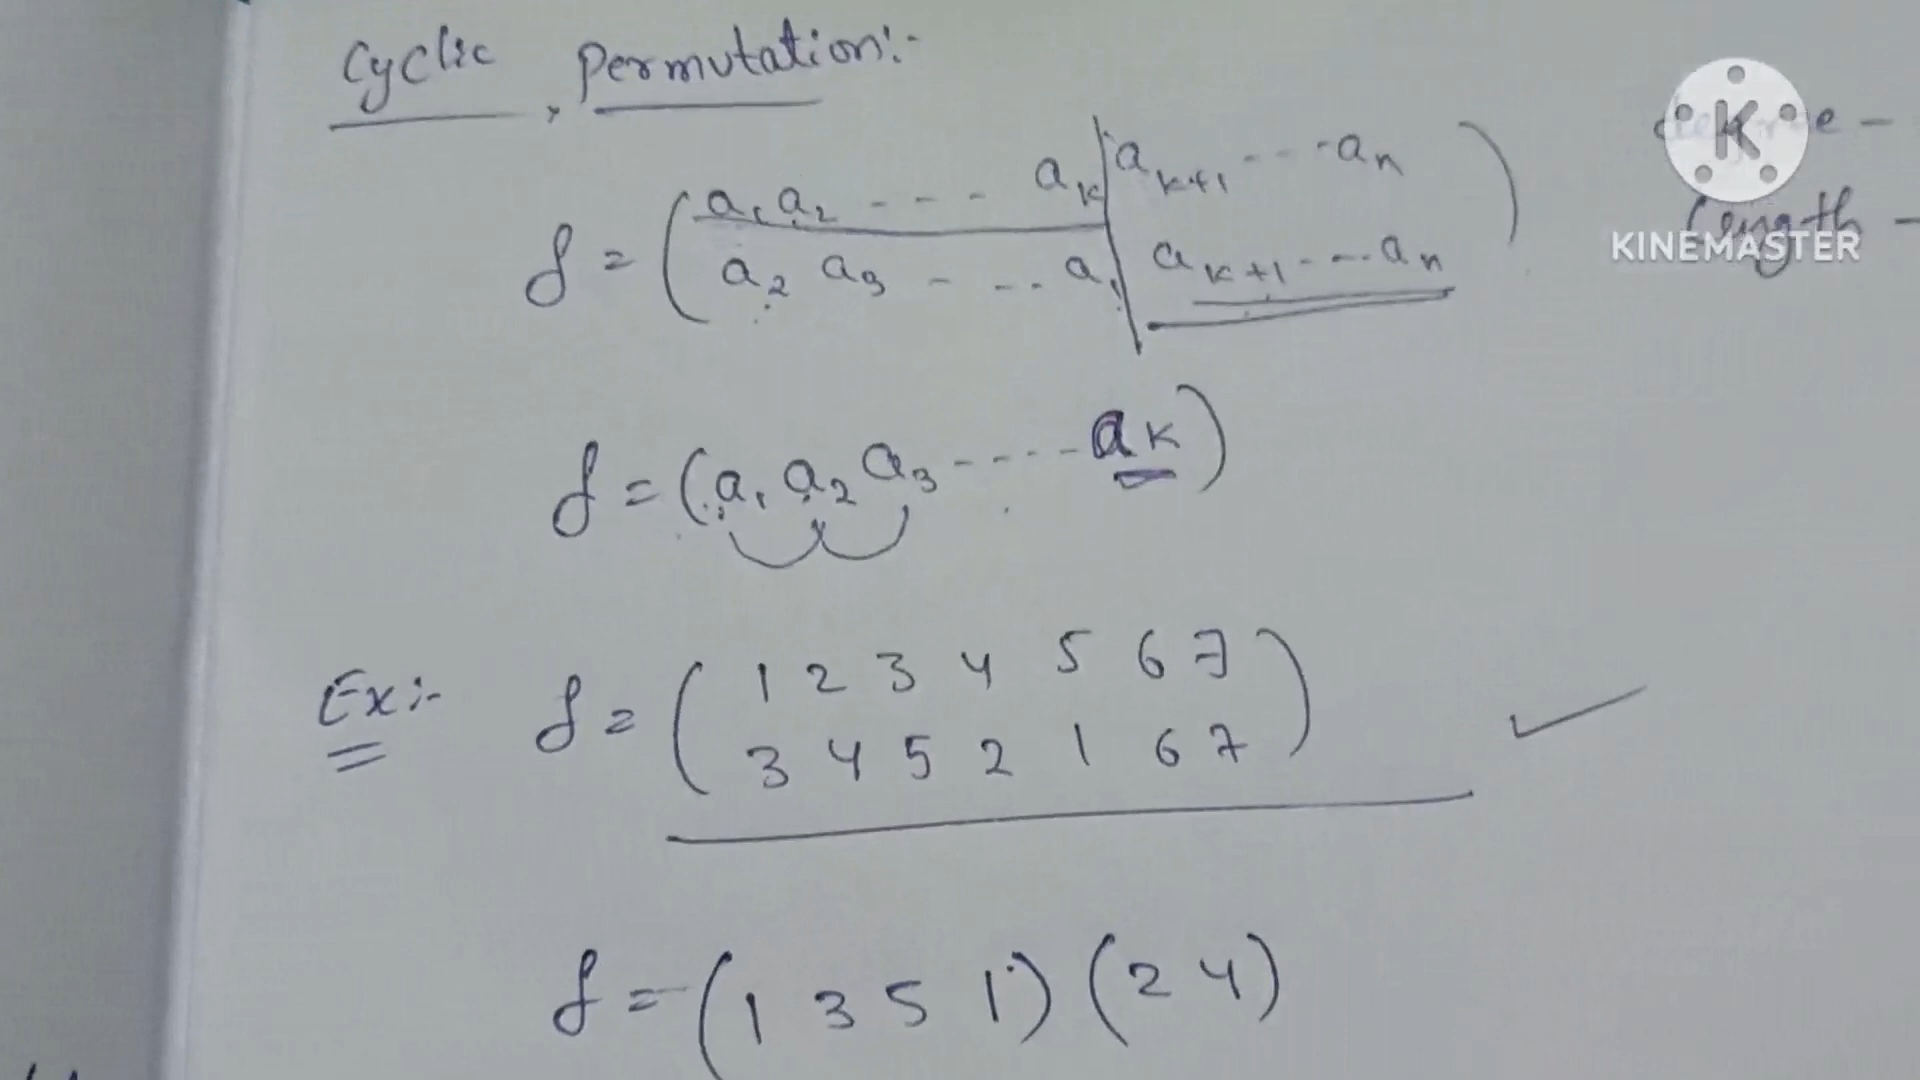 Cyclic Permutation:-
f = ( a₁ a₂ - - - - aₖ | aₖ₊₁ - - - - aₙ )
a₂ a₃ - - - - a₁ | aₖ₊₁ - - - aₙ
KINEMASTER
length -
f = (a₁ a₂ a₃ - - - - - aₖ)
Ex:- f = ( 1 2 3 4 5 6 7 )
3 4 5 2 1 6 7
f = (1 3 5 1) (2 4)